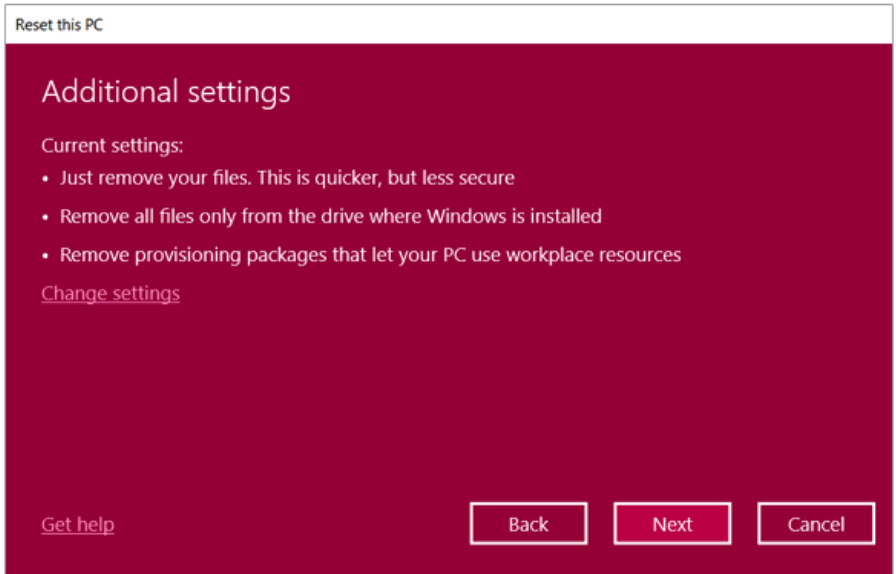 Reset this PC
Additional settings
Current settings:
• Just remove your files. This is quicker, but less secure
• Remove all files only from the drive where Windows is installed
• Remove provisioning packages that let your PC use workplace resources
Change settings
Get help
Back
Next
Cancel